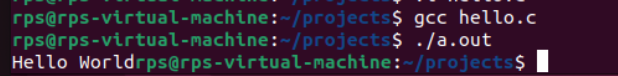 rps@rps-virtual-machine:~/projects$ gcc hello.c
rps@rps-virtual-machine:~/projects$ ./a.out
Hello Worldrps@rps-virtual-machine:~/projects$